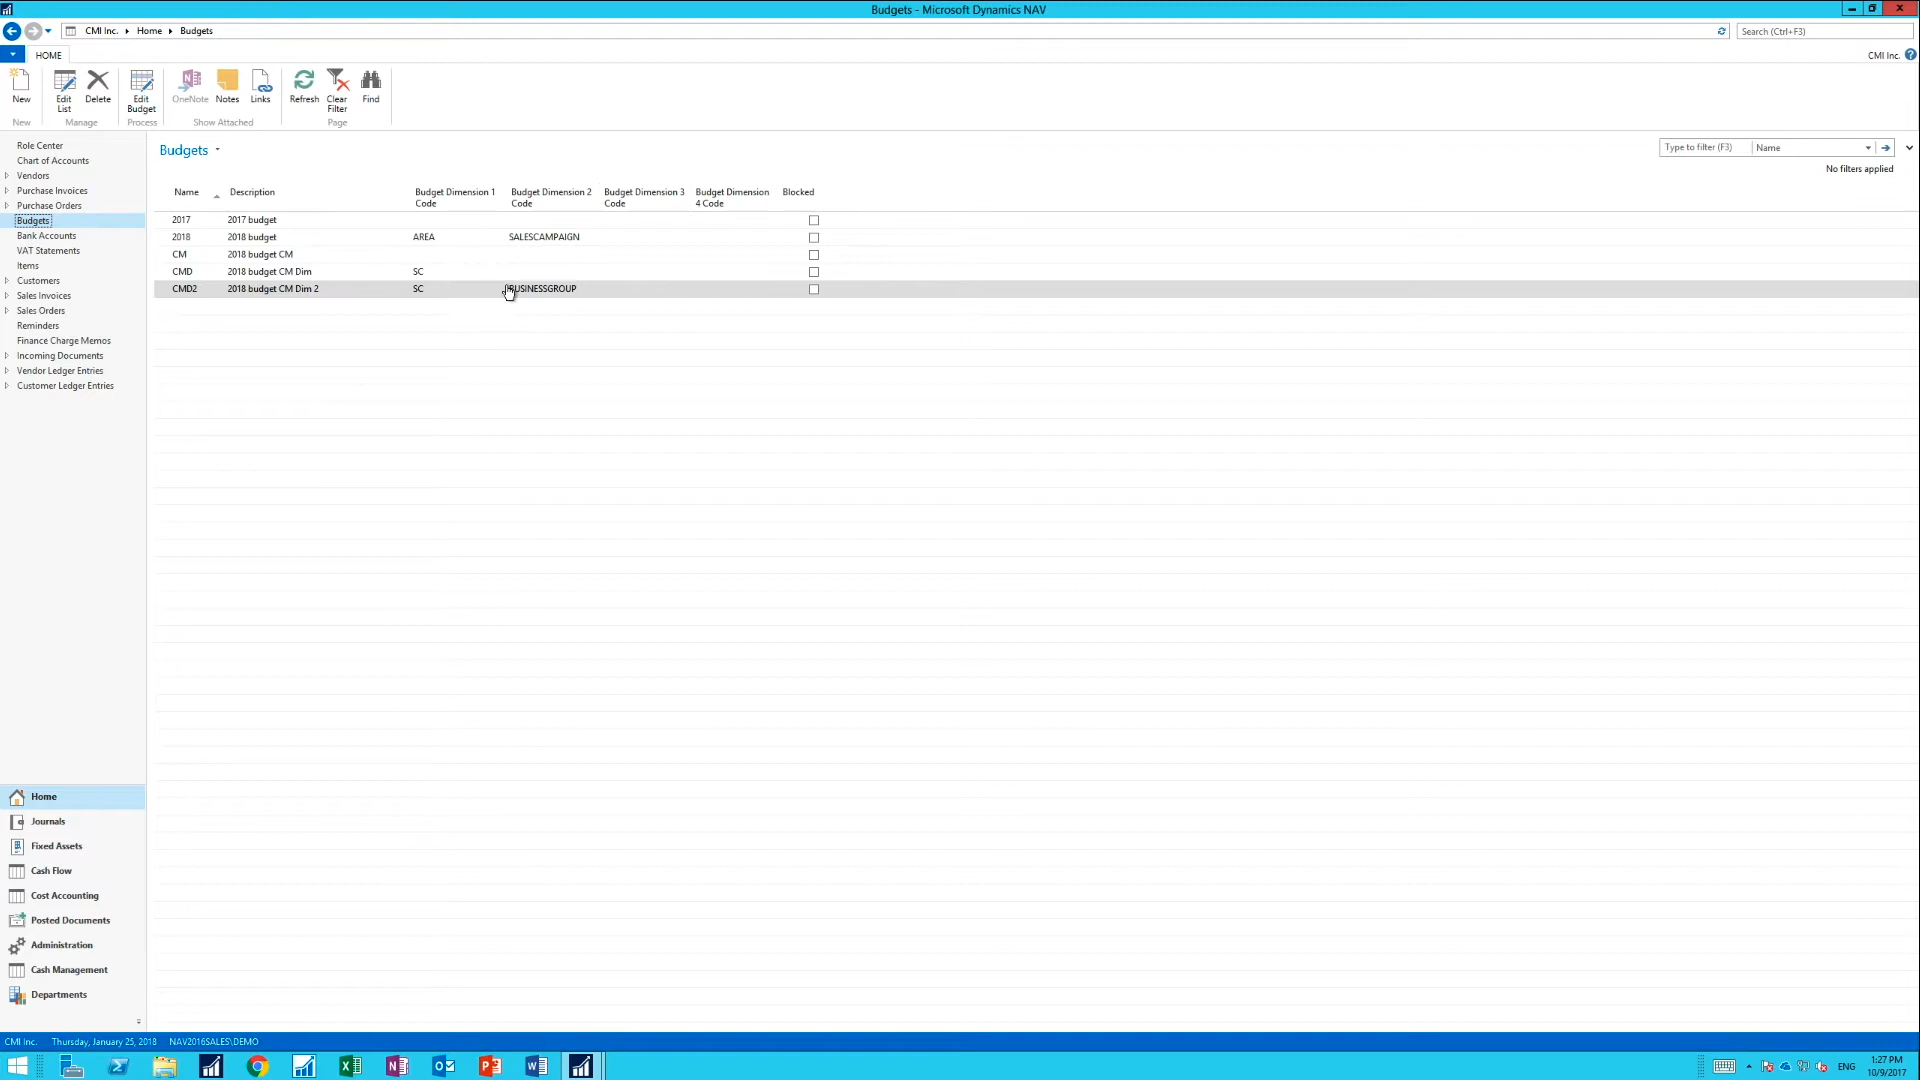 Budgets - Microsoft Dynamics NAV
CMI Inc. Home Budgets
Search (Ctrl+F3)
HOME
CMI Inc.
New
Edit List
Delete
Edit Budget
OneNote
Notes
Links
Refresh
Clear Filter
Find
New
Manage
Process
Show Attached
Page
Role Center
Chart of Accounts
Vendors
Purchase Invoices
Purchase Orders
Budgets
Bank Accounts
VAT Statements
Items
Customers
Sales Invoices
Sales Orders
Reminders
Finance Charge Memos
Incoming Documents
Vendor Ledger Entries
Customer Ledger Entries
Budgets
Type to filter (F3) Name
No filters applied
Name Description Budget Dimension 1 Code Budget Dimension 2 Code Budget Dimension 3 Code Budget Dimension 4 Code Blocked
2017 2017 budget
2018 2018 budget AREA SALESCAMPAIGN
CM 2018 budget CM
CMD 2018 budget CM Dim SC
CMD2 2018 budget CM Dim 2 SC BUSINESSGROUP
Home
Journals
Fixed Assets
Cash Flow
Cost Accounting
Posted Documents
Administration
Cash Management
Departments
CMI Inc. Thursday, January 25, 2018 NAV2016SALES\DEMO
ENG
1:27 PM
10/9/2017